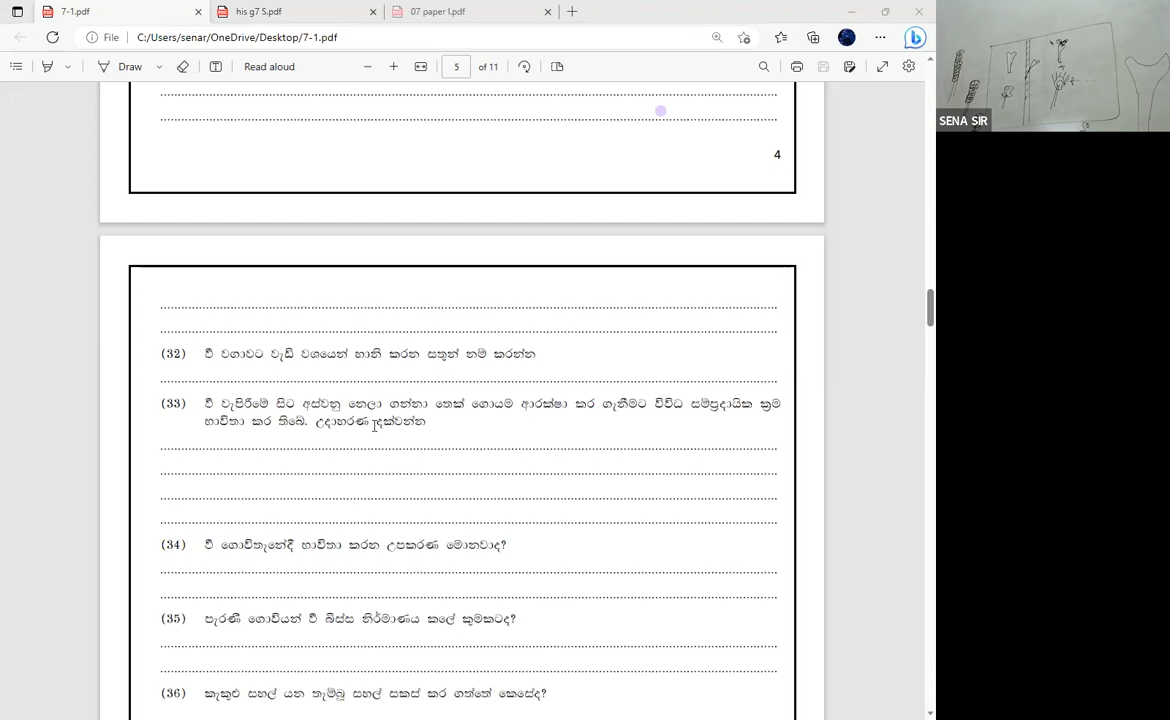 7-1.pdf
his g7 S.pdf
07 paper I.pdf
File
C:/Users/senar/OneDrive/Desktop/7-1.pdf
Draw
Read aloud
5
of 11
SENA SIR
4
(32) වී වගාවට වැඩි වශයෙන් හානි කරන සතුන් නම් කරන්න
(33) වී වැපිරීමේ සිට අස්වනු නෙලා ගන්නා තෙක් ගොයම ආරක්ෂා කර ගැනීමට විවිධ සම්ප්‍රදායික ක්‍රම
භාවිතා කර තිබේ. උදාහරණ දක්වන්න
(34) වී ගොවිතැනේදී භාවිතා කරන උපකරණ මොනවාද?
(35) පැරණී ගොවියන් වී බිස්ස නිර්මාණය කලේ කුමකටද?
(36) කැකුළු සහල් යන තැම්බූ සහල් සකස් කර ගත්තේ කෙසේද?